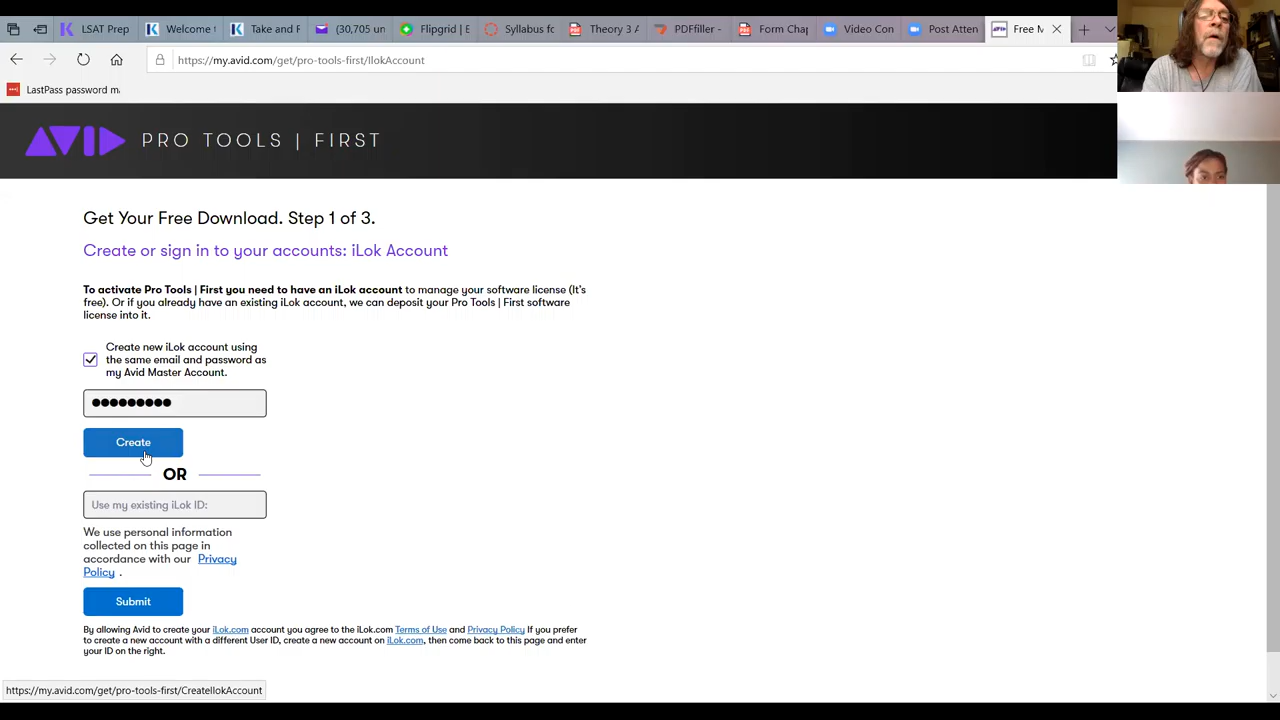 LSAT Prep
Welcome t
Take and E
(30,705 un
Flipgrid | E
Syllabus fo
Theory 3 A
PDFfiller -
Form Chap
Video Con
Post Atten
Free M
https://my.avid.com/get/pro-tools-first/IlokAccount
LastPass password ma
AVID PRO TOOLS | FIRST
Get Your Free Download. Step 1 of 3.
Create or sign in to your accounts: iLok Account
To activate Pro Tools | First you need to have an iLok account to manage your software license (It's
free). Or if you already have an existing iLok account, we can deposit your Pro Tools | First software
license into it.
Create new iLok account using
the same email and password as
my Avid Master Account.
Create
OR
Use my existing iLok ID:
We use personal information
collected on this page in
accordance with our Privacy
Policy .
Submit
By allowing Avid to create your iLok.com account you agree to the iLok.com Terms of Use and Privacy Policy If you prefer
to create a new account with a different User ID, create a new account on iLok.com, then come back to this page and enter
your ID on the right.
https://my.avid.com/get/pro-tools-first/CreateIlokAccount